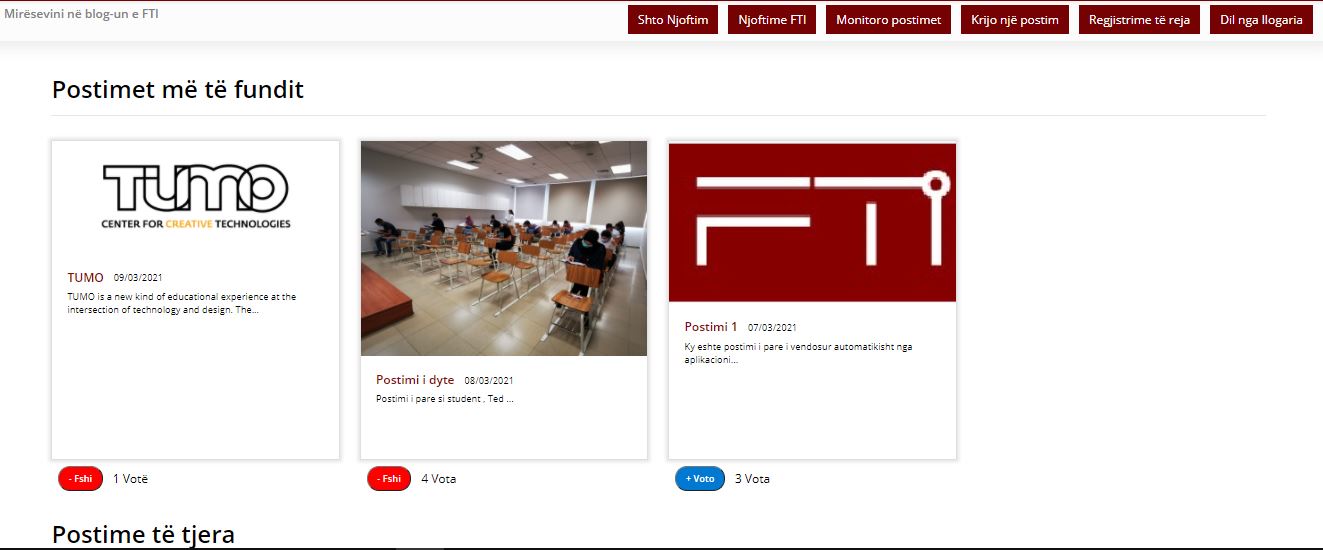 Mirësevini në blog-un e FTI
Shto Njoftim
Njoftime FTI
Monitoro postimet
Krijo një postim
Regjistrime të reja
Dil nga llogaria
Postimet më të fundit
TUMO
CENTER FOR CREATIVE TECHNOLOGIES
TUMO 09/03/2021
TUMO is a new kind of educational experience at the
intersection of technology and design. The...
- Fshi 1 Votë
Postimi i dyte 08/03/2021
Postimi i pare si student , Ted ...
- Fshi 4 Vota
FTI
Postimi 1 07/03/2021
Ky eshte postimi i pare i vendosur automatikisht nga
aplikacioni...
+ Voto 3 Vota
Postime të tjera